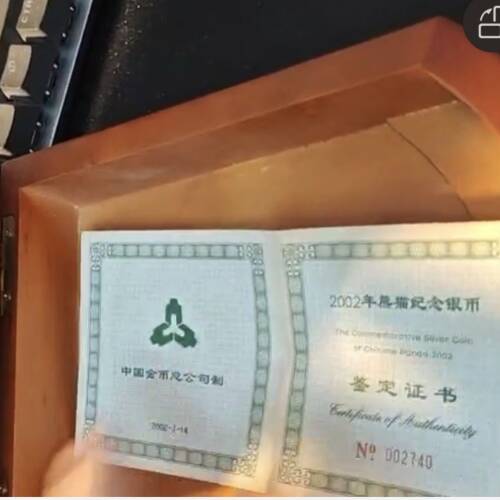 中国金币总公司制
2002-1-14
2002年熊猫纪念银币
The Commemorative Silver Coin
of Chinese Panda 2002
鉴定证书
Certificate of Authenticity
Nº 002740